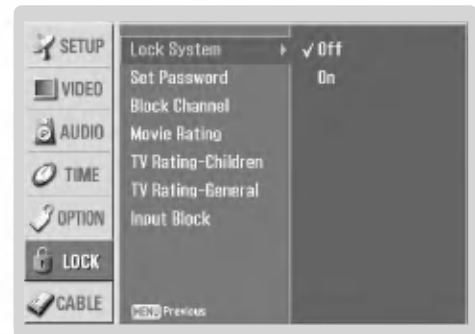 SETUP
VIDEO
AUDIO
TIME
OPTION
LOCK
CABLE
Lock System
Set Password
Block Channel
Movie Rating
TV Rating-Children
TV Rating-General
Input Block
MENU Previous
✓ Off
On